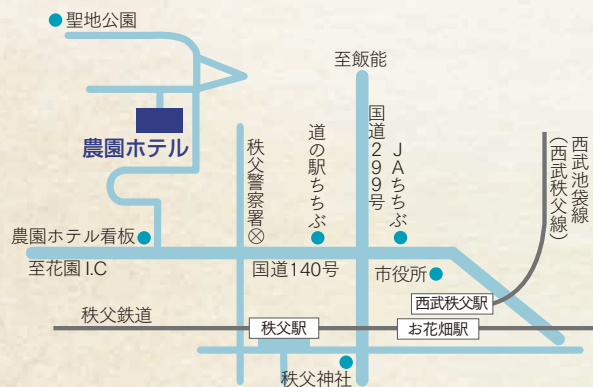 聖地公園
至飯能
農園ホテル
国道299号
西武池袋線
(西武秩父線)
秩父警察署
道の駅ちちぶ
JAちちぶ
農園ホテル看板
至花園I.C
国道140号
市役所
西武秩父駅
秩父鉄道
秩父駅
お花畑駅
秩父神社